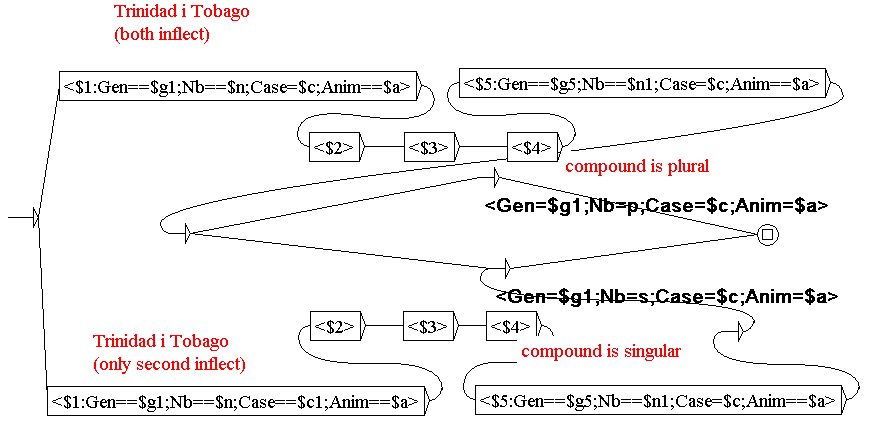 Trinidad i Tobago
(both inflect)
<$1:Gen==$g1;Nb==$n;Case=$c;Anim==$a>
<$5:Gen==$g5;Nb==$n1;Case=$c;Anim==$a>
<$2>
<$3>
<$4>
compound is plural
<Gen=$g1;Nb=p;Case=$c;Anim=$a>
<Gen=$g1;Nb=s;Case=$c;Anim=$a>
<$2>
<$3>
<$4>
Trinidad i Tobago
(only second inflect)
compound is singular
<$1:Gen==$g1;Nb==$n;Case==$c1;Anim==$a>
<$5:Gen==$g5;Nb==$n1;Case=$c;Anim==$a>